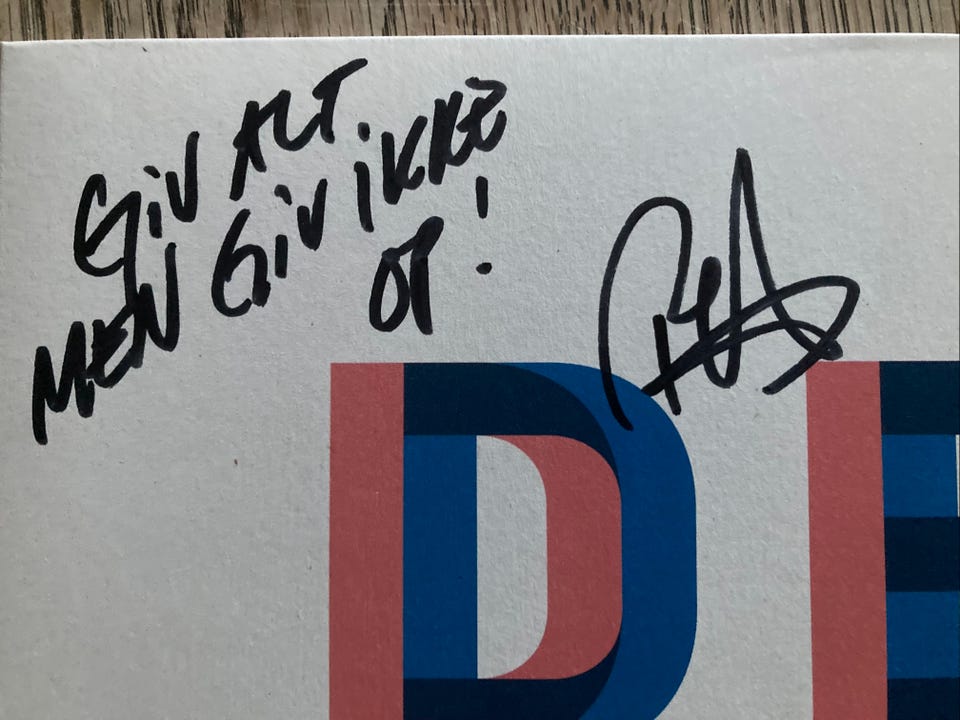 GiV ALT
MEN GiV iKKE
OP!
DE